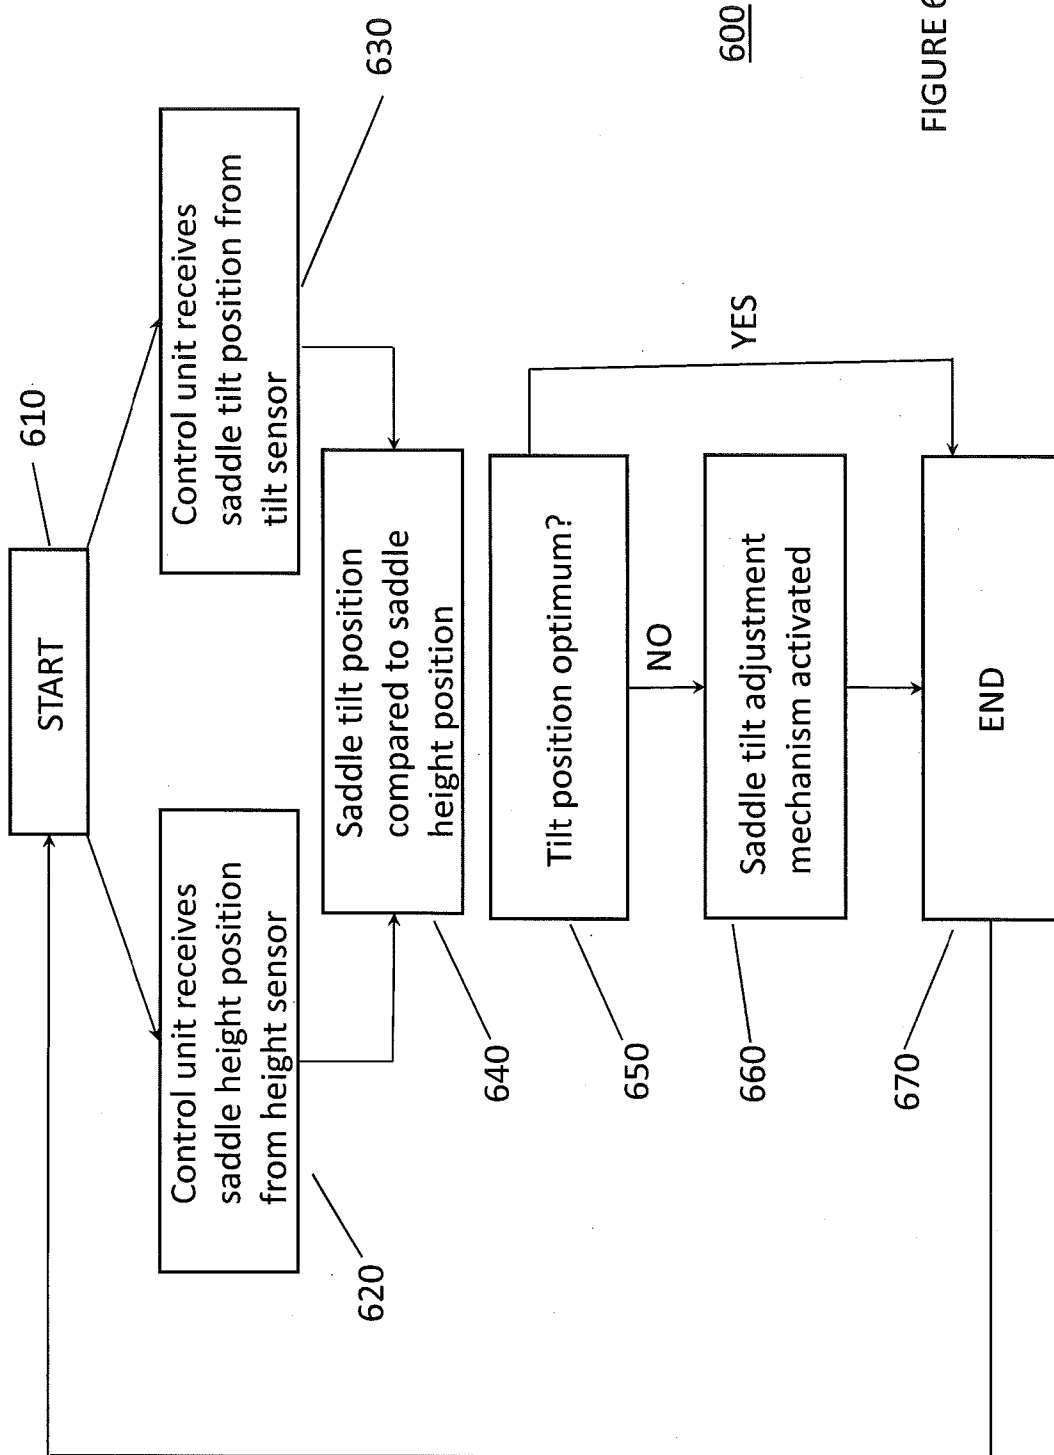 START
610
Control unit receives
saddle height position
from height sensor
620
Control unit receives
saddle tilt position from
tilt sensor
630
Saddle tilt position
compared to saddle
height position
640
Tilt position optimum?
650
YES
NO
Saddle tilt adjustment
mechanism activated
660
END
670
600
FIGURE 6